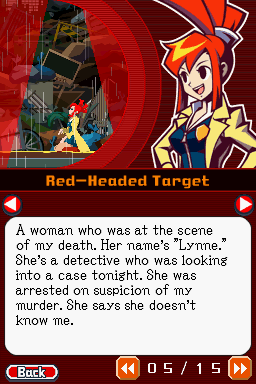 Red-Headed Target
A woman who was at the scene
of my death. Her name's "Lynne."
She's a detective who was looking
into a case tonight. She was
arrested on suspicion of my
murder. She says she doesn't
know me.
Back
05/15